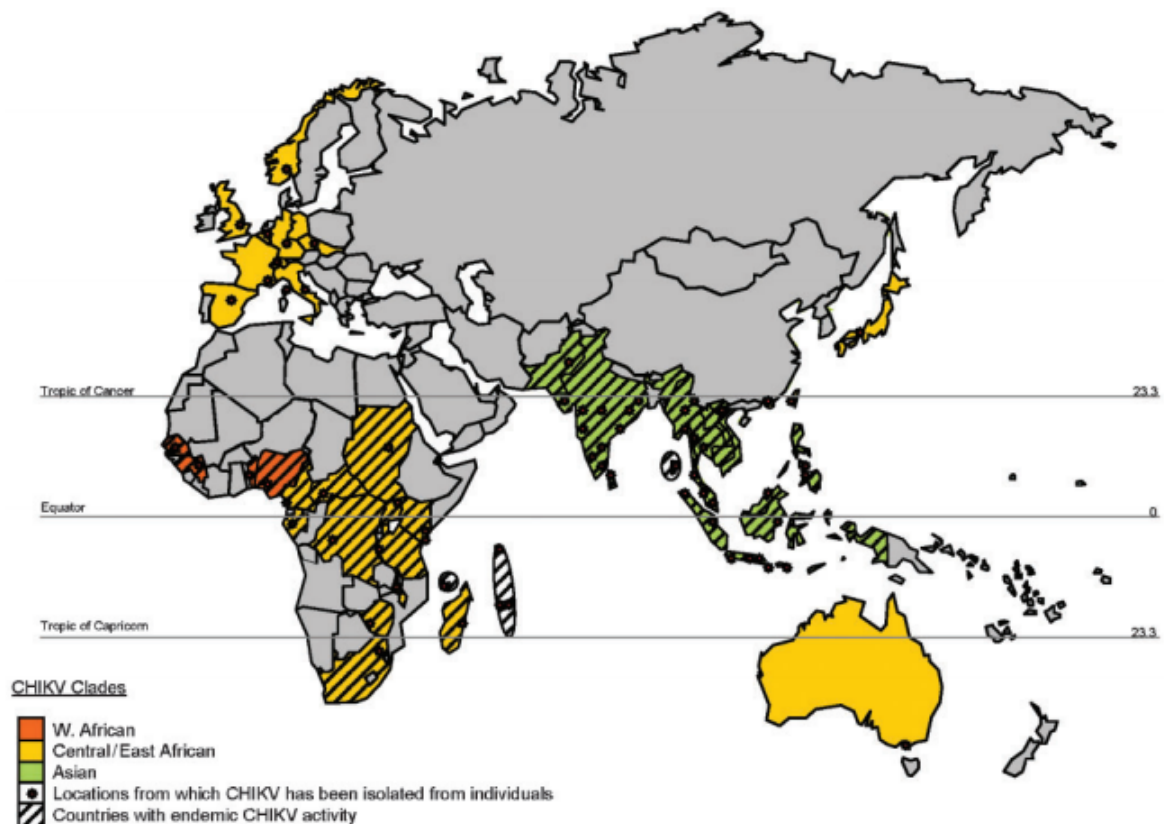 Tropic of Cancer 23.3
Equator 0
Tropic of Capricorn 23.3
CHIKV Clades
W. African
Central/East African
Asian
Locations from which CHIKV has been isolated from individuals
Countries with endemic CHIKV activity